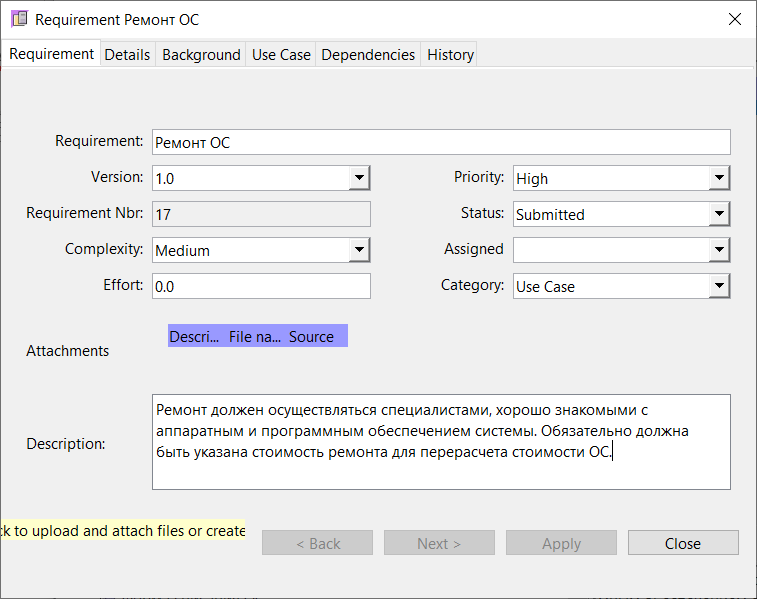 Requirement Ремонт ОС
Requirement Details Background Use Case Dependencies History
Requirement: Ремонт ОС
Version: 1.0 Priority: High
Requirement Nbr: 17 Status: Submitted
Complexity: Medium Assigned
Effort: 0.0 Category: Use Case
Descri... File na... Source
Attachments
Ремонт должен осуществляться специалистами, хорошо знакомыми с
аппаратным и программным обеспечением системы. Обязательно должна
Description:
быть указана стоимость ремонта для перерасчета стоимости ОС.
ck to upload and attach files or create
< Back Next > Apply Close